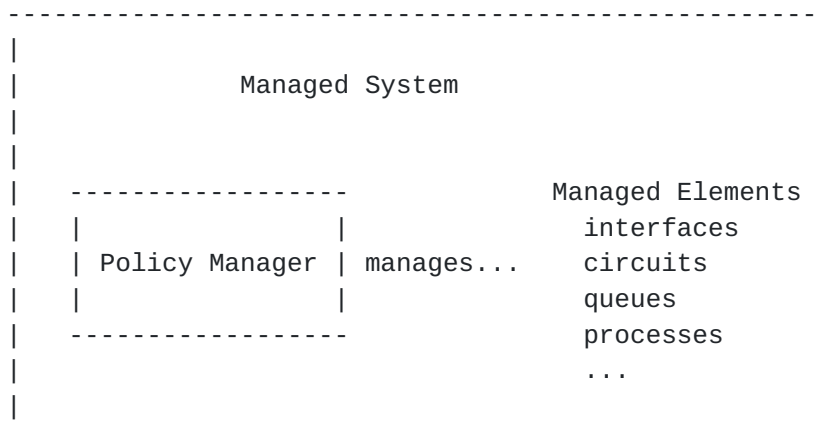 Managed System
Managed Elements
interfaces
Policy Manager manages... circuits
queues
processes
...